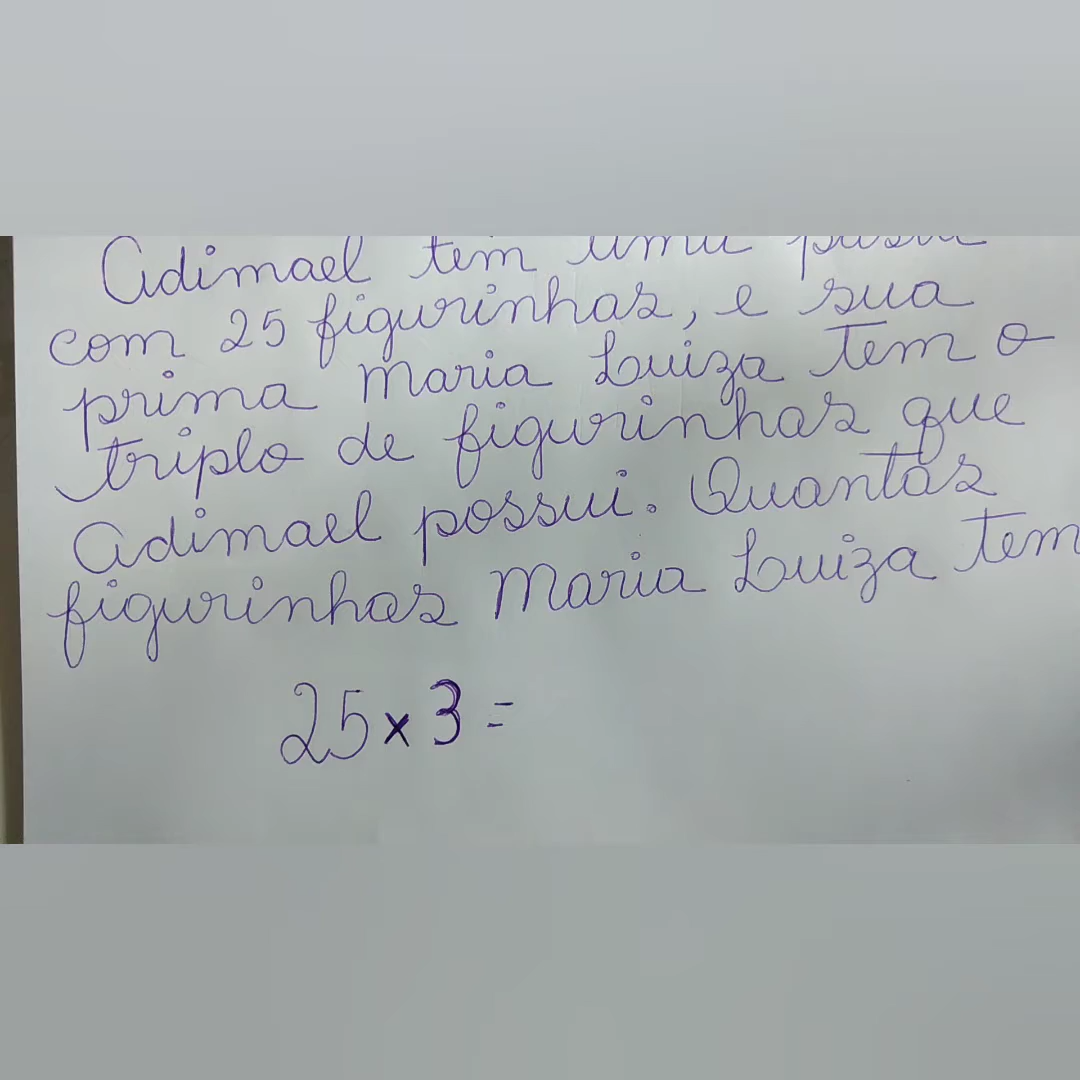 Adimael tem uma
com 25 figurinhas, e sua
prima Maria Luiza tem o
triplo de figurinhas que
Adimael possui. Quantas
figurinhas Maria Luiza tem
25 x 3 =